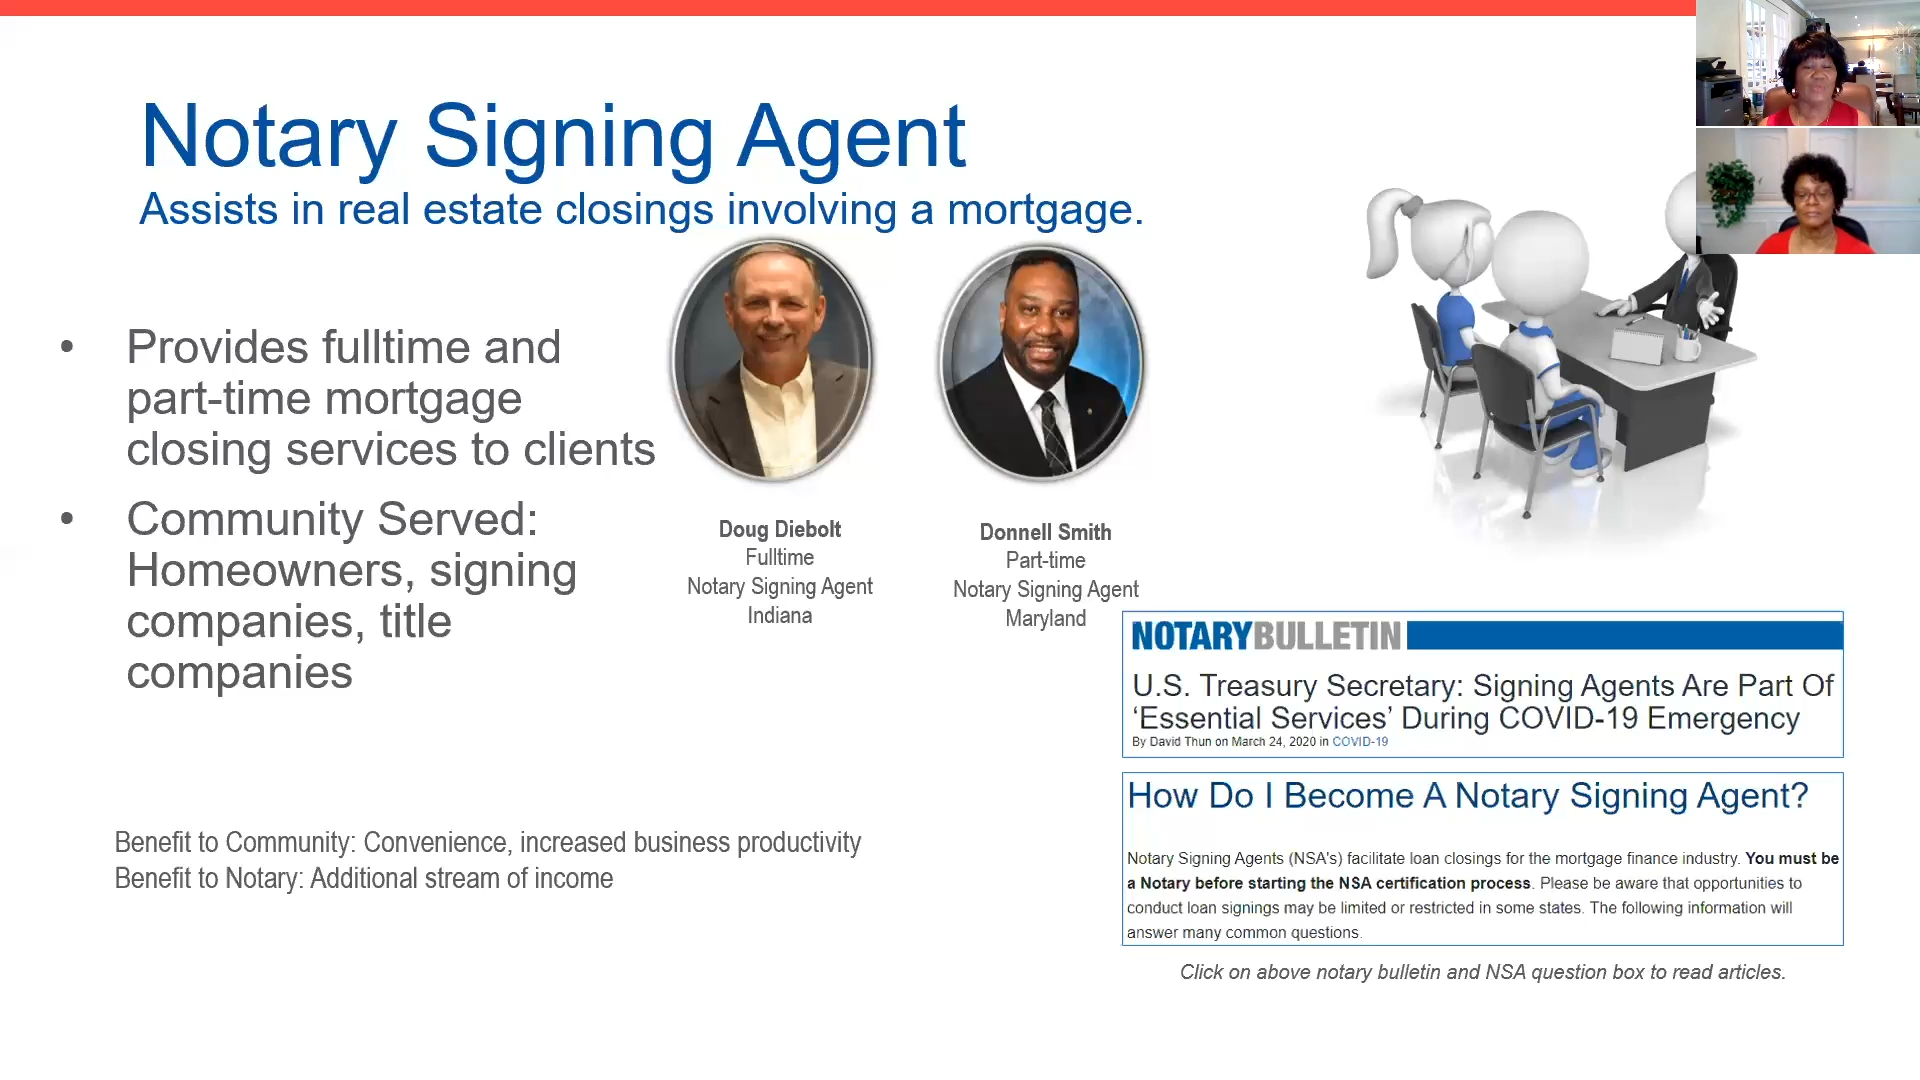 Notary Signing Agent
Assists in real estate closings involving a mortgage.
• Provides fulltime and
part-time mortgage
closing services to clients
• Community Served:
Homeowners, signing
companies, title
companies
Doug Diebolt
Fulltime
Notary Signing Agent
Indiana
Donnell Smith
Part-time
Notary Signing Agent
Maryland
NOTARYBULLETIN
U.S. Treasury Secretary: Signing Agents Are Part Of
‘Essential Services’ During COVID-19 Emergency
By David Thun on March 24, 2020 in COVID-19
How Do I Become A Notary Signing Agent?
Notary Signing Agents (NSA's) facilitate loan closings for the mortgage finance industry. You must be
a Notary before starting the NSA certification process. Please be aware that opportunities to
conduct loan signings may be limited or restricted in some states. The following information will
answer many common questions.
Click on above notary bulletin and NSA question box to read articles.
Benefit to Community: Convenience, increased business productivity
Benefit to Notary: Additional stream of income